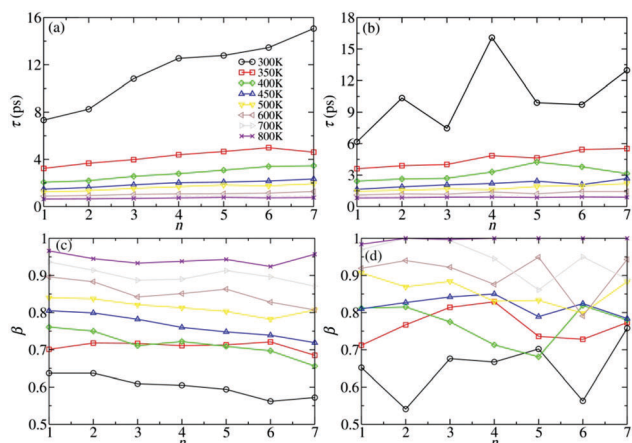 (a)
τ (ps)
16
12
8
4
0
1 2 3 4 5 6 7
n
300K
350K
400K
450K
500K
600K
700K
800K
(b)
τ (ps)
18
15
12
9
6
3
0
1 2 3 4 5 6 7
n
(c)
β
1
0.9
0.8
0.7
0.6
0.5
1 2 3 4 5 6 7
n
(d)
β
1
0.9
0.8
0.7
0.6
0.5
1 2 3 4 5 6 7
n